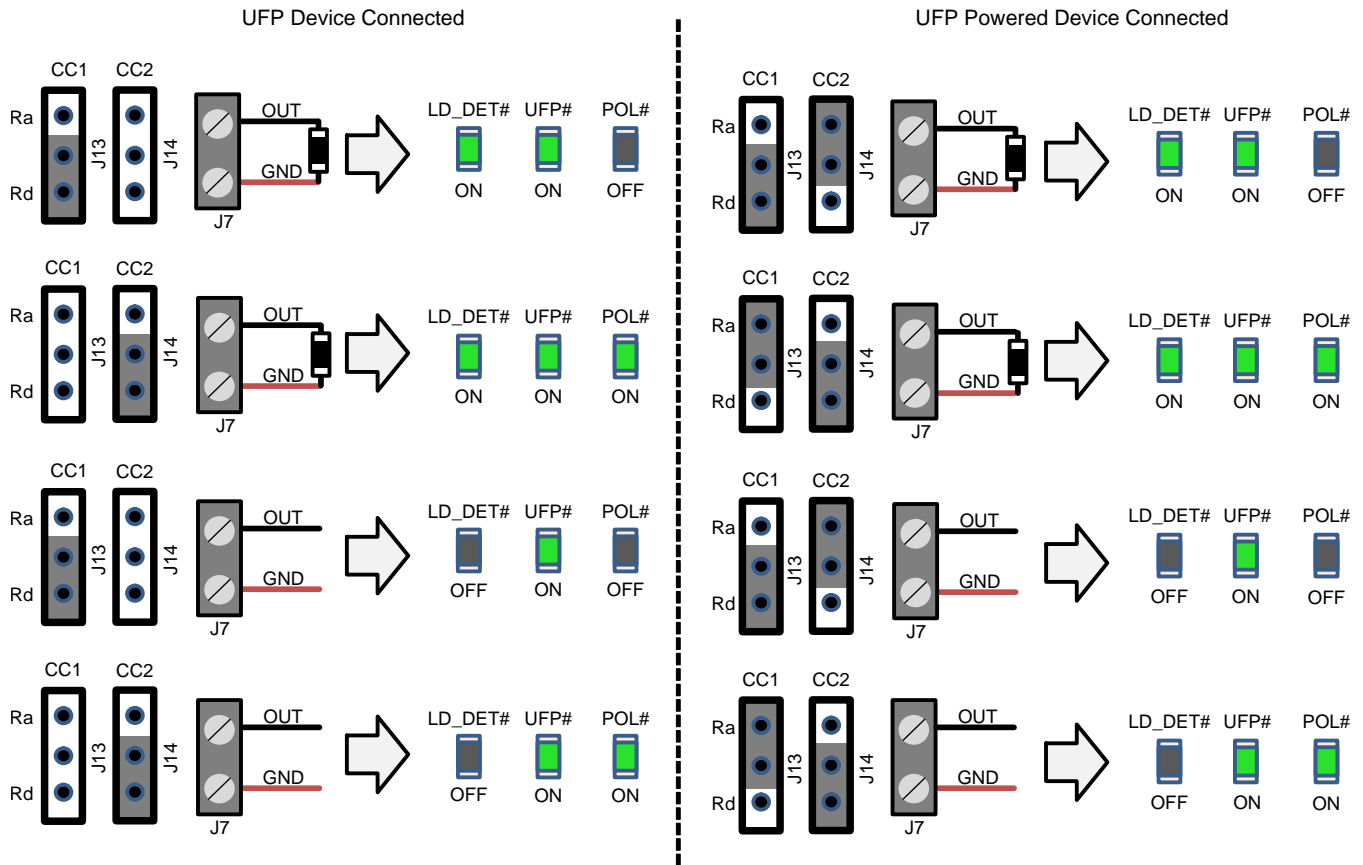 UFP Device Connected
CC1 CC2
Ra
Rd
J13
J14
OUT
GND
J7
LD_DET# UFP# POL#
ON ON OFF
CC1 CC2
Ra
Rd
J13
J14
OUT
GND
J7
LD_DET# UFP# POL#
ON ON ON
CC1 CC2
Ra
Rd
J13
J14
OUT
GND
J7
LD_DET# UFP# POL#
OFF ON OFF
CC1 CC2
Ra
Rd
J13
J14
OUT
GND
J7
LD_DET# UFP# POL#
OFF ON ON
UFP Powered Device Connected
CC1 CC2
Ra
Rd
J13
J14
OUT
GND
J7
LD_DET# UFP# POL#
ON ON OFF
CC1 CC2
Ra
Rd
J13
J14
OUT
GND
J7
LD_DET# UFP# POL#
ON ON ON
CC1 CC2
Ra
Rd
J13
J14
OUT
GND
J7
LD_DET# UFP# POL#
OFF ON OFF
CC1 CC2
Ra
Rd
J13
J14
OUT
GND
J7
LD_DET# UFP# POL#
OFF ON ON